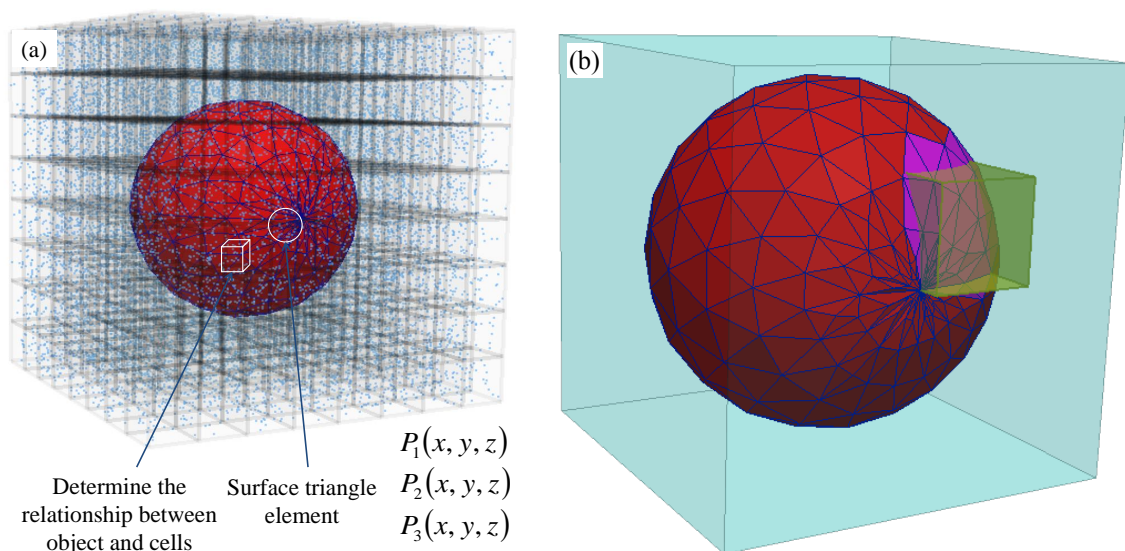 (a)
(b)
Determine the
relationship between
object and cells
Surface triangle
element
P₁(x, y, z)
P₂(x, y, z)
P₃(x, y, z)